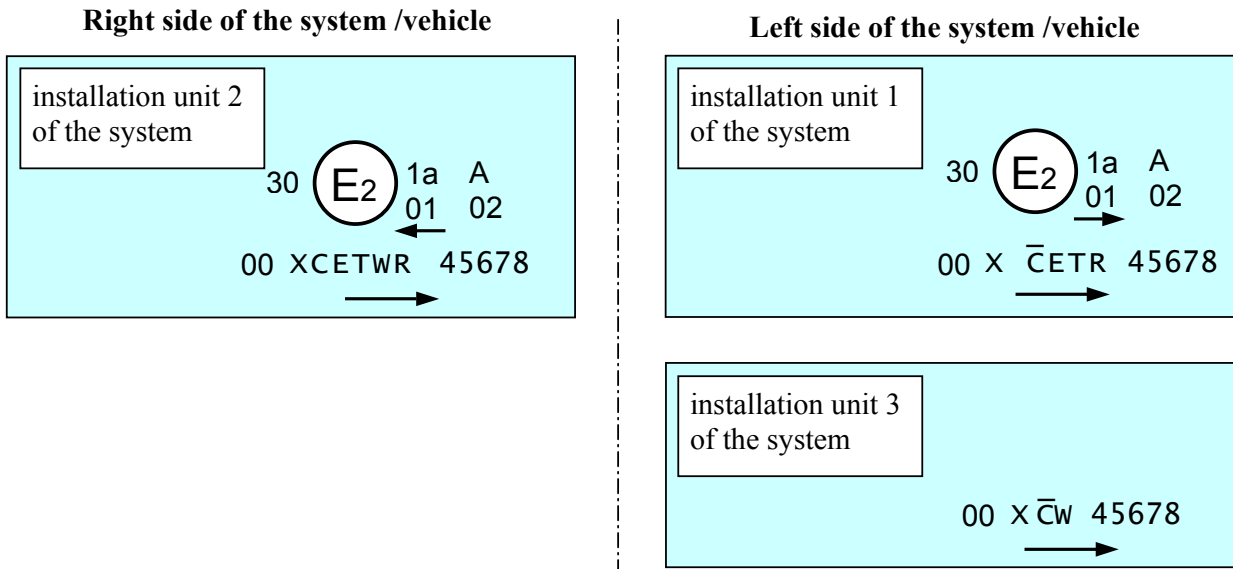 Right side of the system /vehicle
installation unit 2
of the system
30 E2 1a A
01 02
00 XCETWR 45678
Left side of the system /vehicle
installation unit 1
of the system
30 E2 1a A
01 02
00 X C̅ETR 45678
installation unit 3
of the system
00 X C̅W 45678